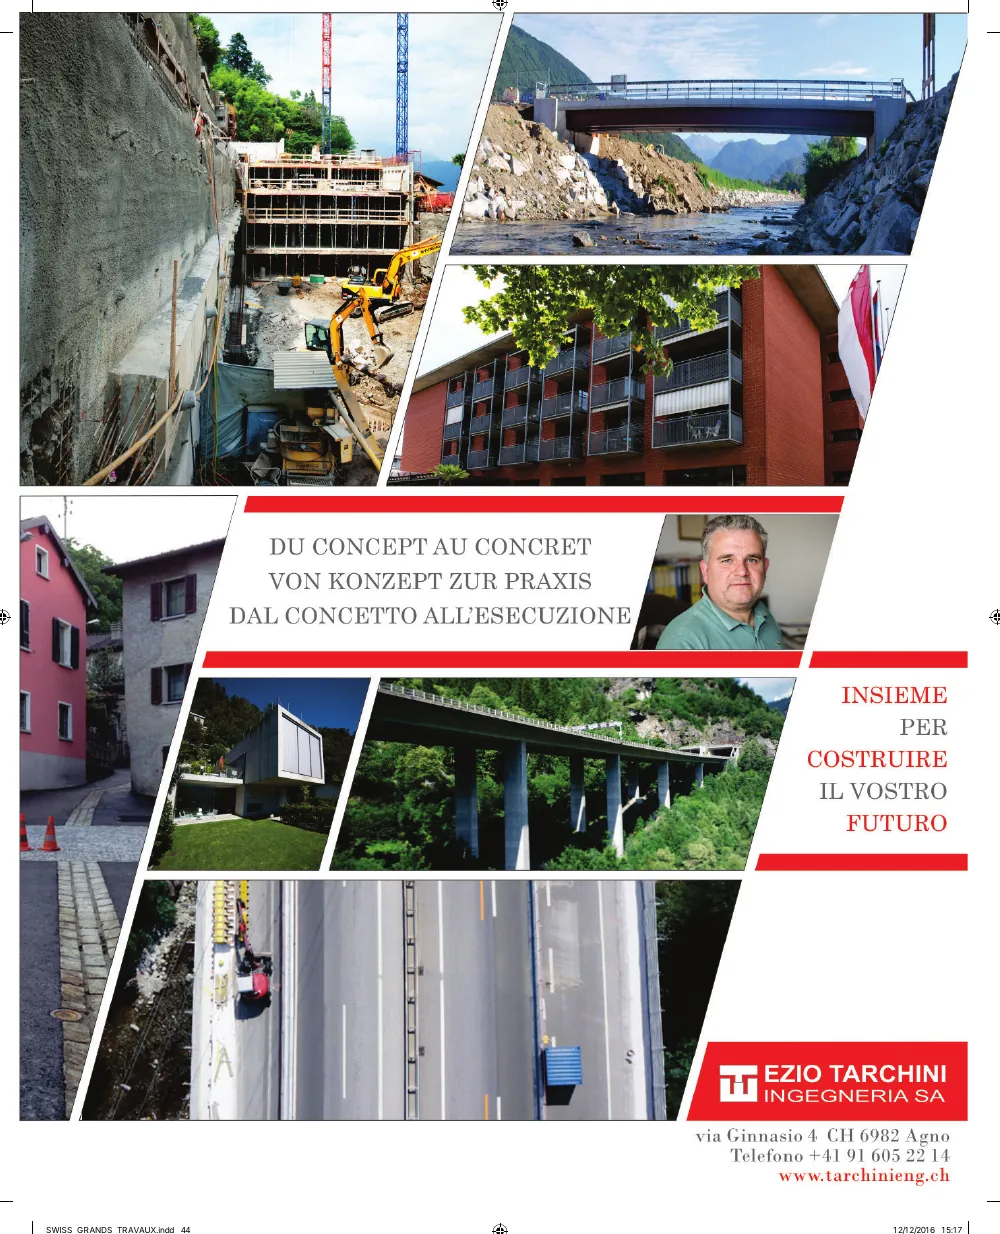 DU CONCEPT AU CONCRET
VON KONZEPT ZUR PRAXIS
DAL CONCETTO ALL'ESECUZIONE
INSIEME
PER
COSTRUIRE
IL VOSTRO
FUTURO
EZIO TARCHINI
INGEGNERIA SA
via Ginnasio 4 CH 6982 Agno
Telefono +41 91 605 22 14
www.tarchinieng.ch
SWISS GRANDS TRAVAUX.indd 44
12/12/2016 15:17